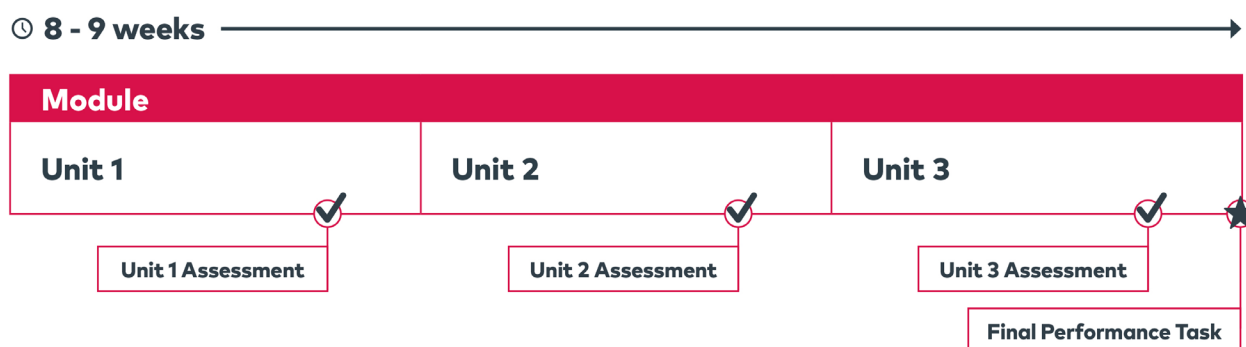 8 - 9 weeks
Module
Unit 1
Unit 2
Unit 3
Unit 1 Assessment
Unit 2 Assessment
Unit 3 Assessment
Final Performance Task